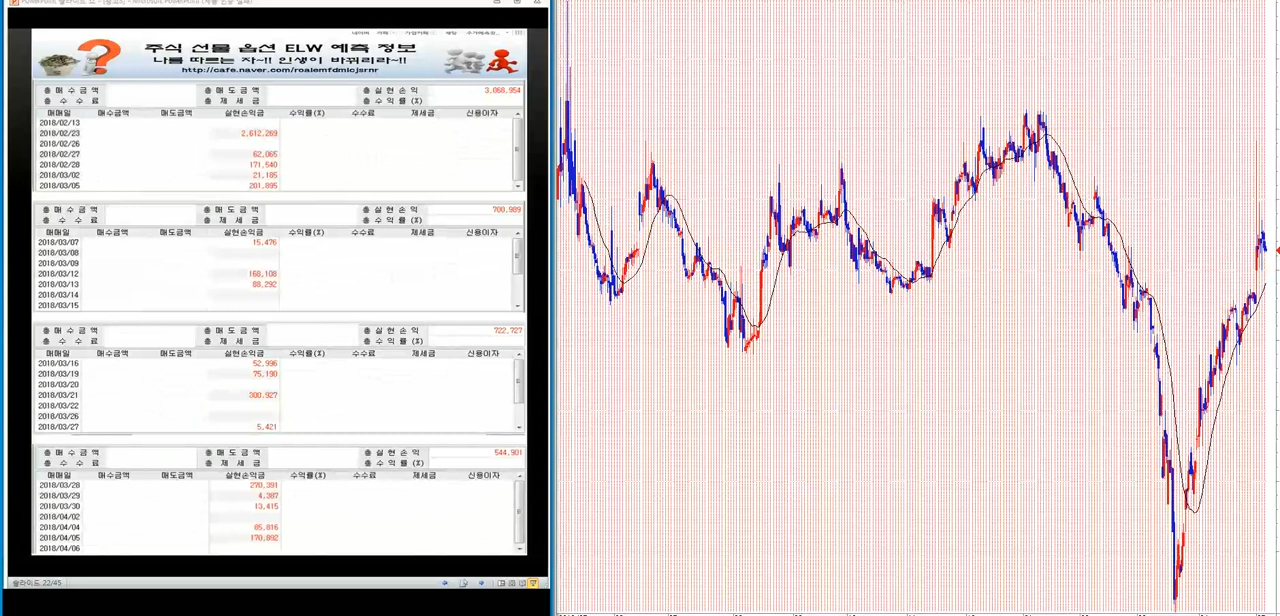 주식 선물 옵션 ELW 예측 정보
나를 따르는 자~!! 인생이 바뀌리라~!!
http://cafe.naver.com/roalemfdmlcjsrnr
총 매 수 금 액 총 매 도 금 액 총 실 현 손 익 3,068,954
총 수 수 료 총 제 세 금 총 수 익 률 (%)
매매일 매수금액 매도금액 실현손익금 수익률(%) 수수료 제세금 신용이자
2018/02/13
2018/02/23 2,612,269
2018/02/26
2018/02/27 62,065
2018/02/28 171,540
2018/03/02 21,185
2018/03/05 201,895
총 매 수 금 액 총 매 도 금 액 총 실 현 손 익 700,989
총 수 수 료 총 제 세 금 총 수 익 률 (%)
매매일 매수금액 매도금액 실현손익금 수익률(%) 수수료 제세금 신용이자
2018/03/07 15,476
2018/03/08
2018/03/09
2018/03/12 168,108
2018/03/13 88,292
2018/03/14
2018/03/15
총 매 수 금 액 총 매 도 금 액 총 실 현 손 익 722,727
총 수 수 료 총 제 세 금 총 수 익 률 (%)
매매일 매수금액 매도금액 실현손익금 수익률(%) 수수료 제세금 신용이자
2018/03/16 52,996
2018/03/19 75,190
2018/03/20
2018/03/21 300,927
2018/03/22
2018/03/26
2018/03/27 5,421
총 매 수 금 액 총 매 도 금 액 총 실 현 손 익 544,901
총 수 수 료 총 제 세 금 총 수 익 률 (%)
매매일 매수금액 매도금액 실현손익금 수익률(%) 수수료 제세금 신용이자
2018/03/28 270,391
2018/03/29 4,387
2018/03/30 13,415
2018/04/02
2018/04/04 85,816
2018/04/05 170,892
2018/04/06
슬라이드 22/45